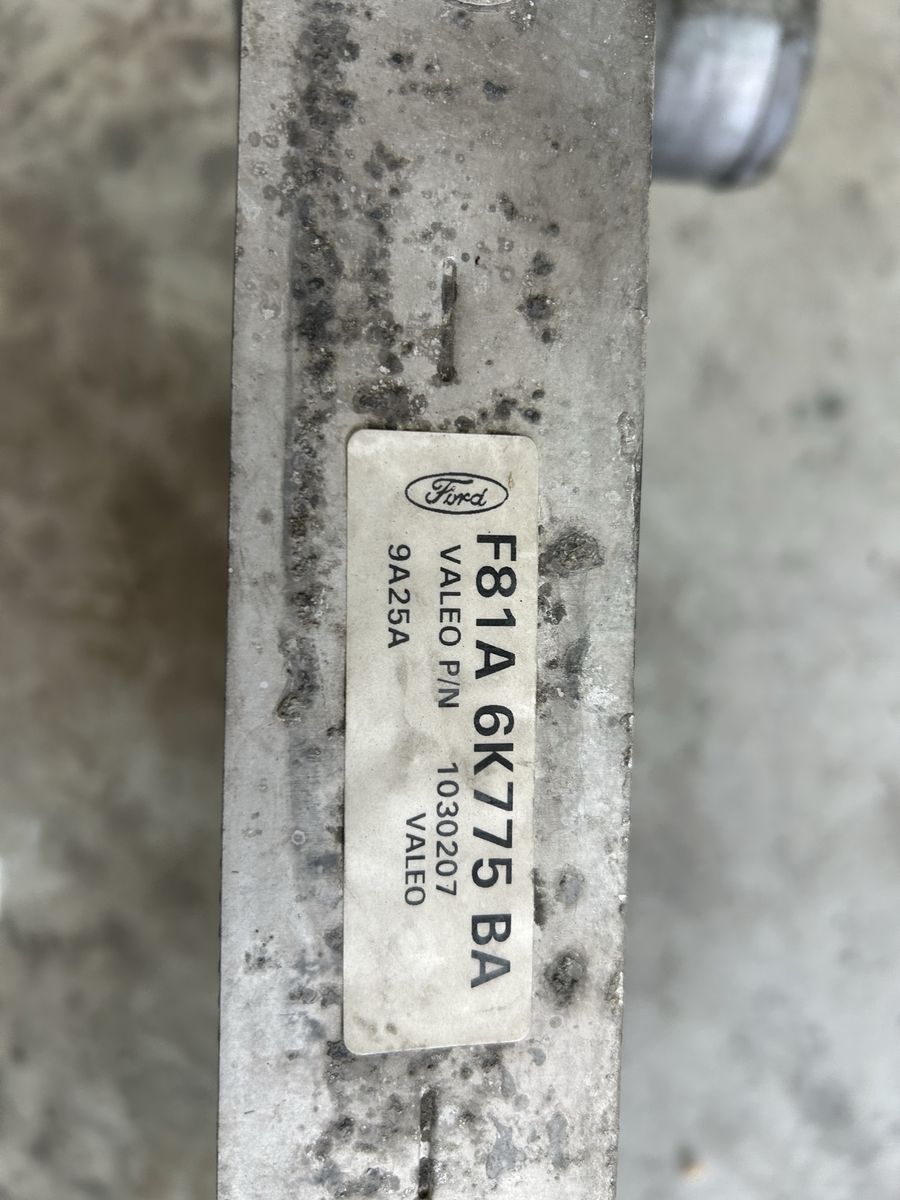 Ford
F81A 6K775 BA
VALEO P/N 1030207
9A25A VALEO